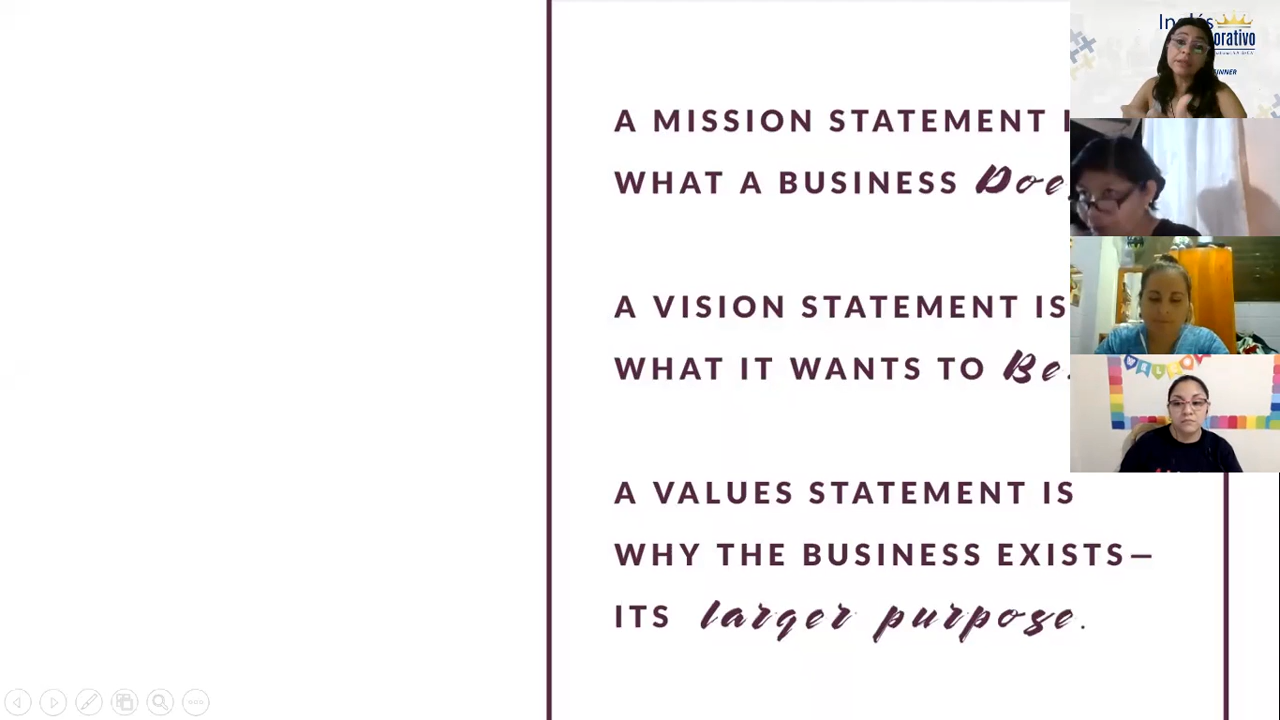 A MISSION STATEMENT
WHAT A BUSINESS Doe
A VISION STATEMENT IS
WHAT IT WANTS TO Be.
A VALUES STATEMENT IS
WHY THE BUSINESS EXISTS—
ITS larger purpose.